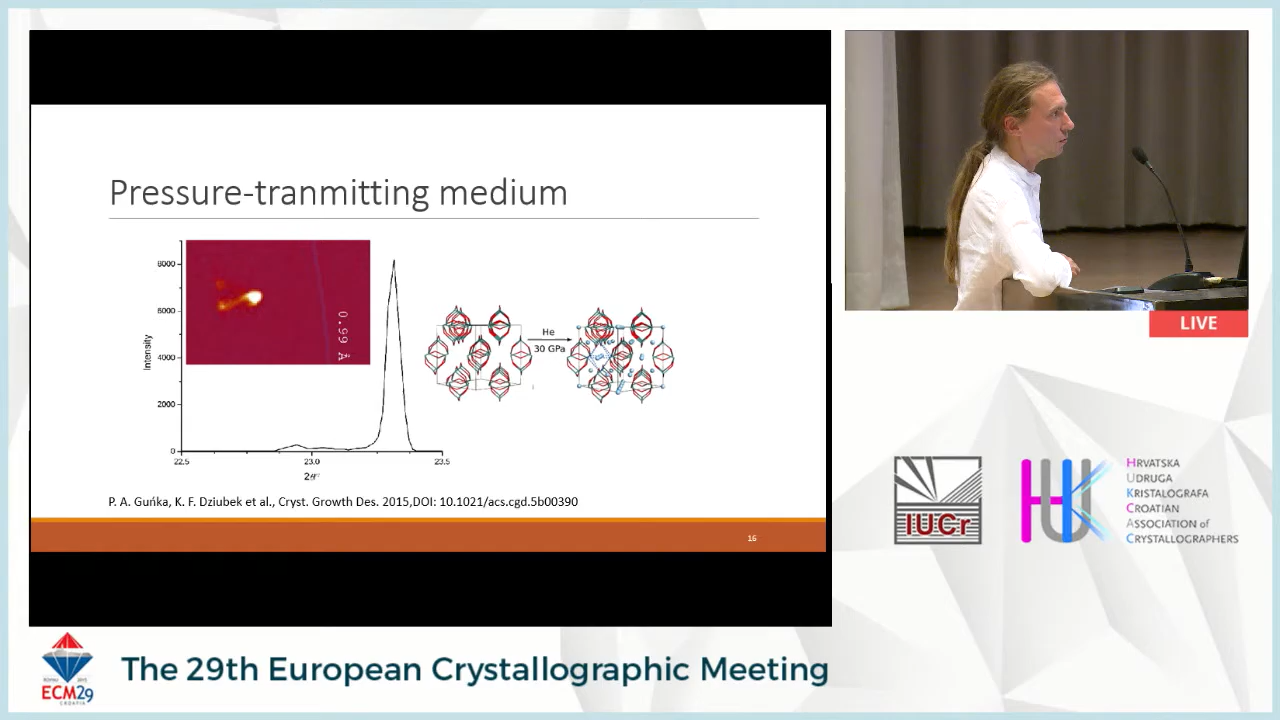 Pressure-tranmitting medium
8000
6000
4000
2000
0
Intensity
22.5
23.0
23.5
0.99 Å
He
30 GPa
P. A. Guńka, K. F. Dziubek et al., Cryst. Growth Des. 2015,DOI: 10.1021/acs.cgd.5b00390
16
LIVE
IUCr
HRVATSKA
UDRUGA
KRISTALOGRAFA
CROATIAN
ASSOCIATION of
CRYSTALLOGRAPHERS
ECM29
CROATIA
The 29th European Crystallographic Meeting